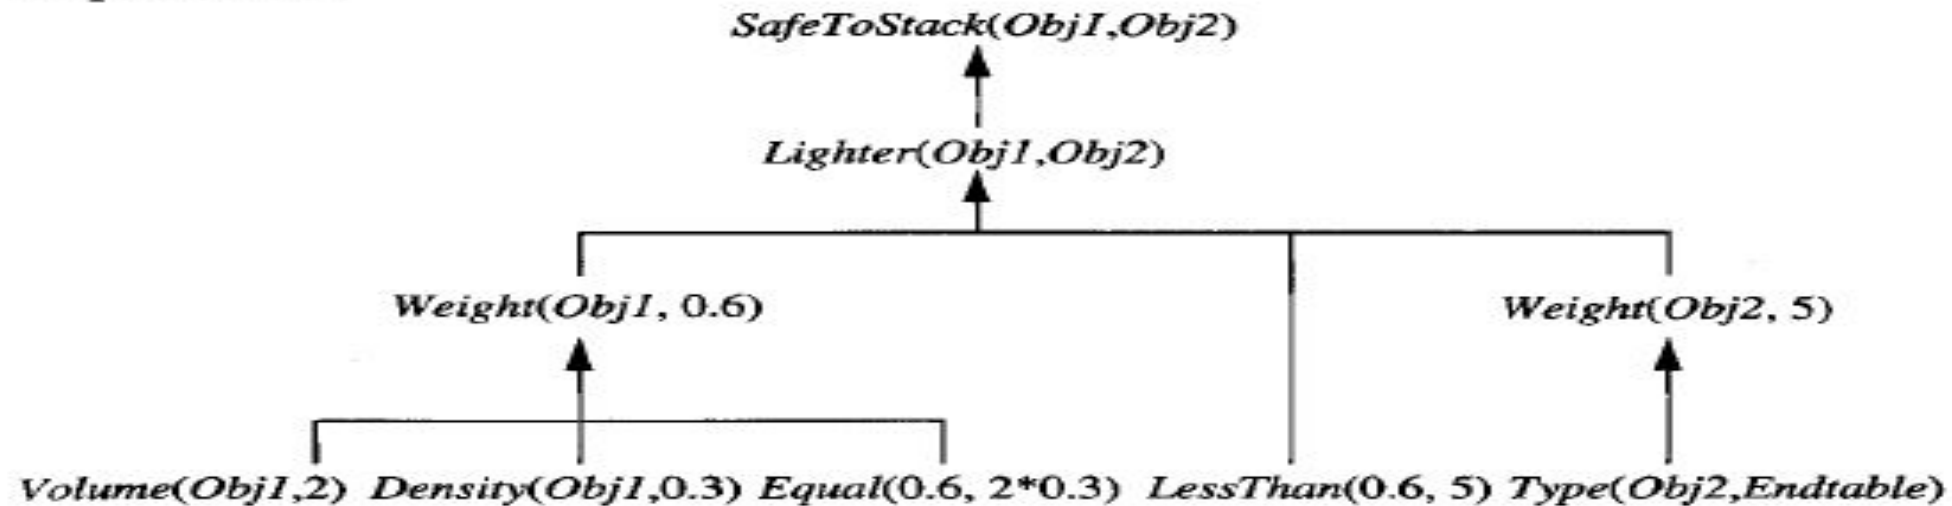 SafeToStack(Obj1,Obj2)
Lighter(Obj1,Obj2)
Weight(Obj1, 0.6) Weight(Obj2, 5)
Volume(Obj1,2) Density(Obj1,0.3) Equal(0.6, 2*0.3) LessThan(0.6, 5) Type(Obj2,Endtable)